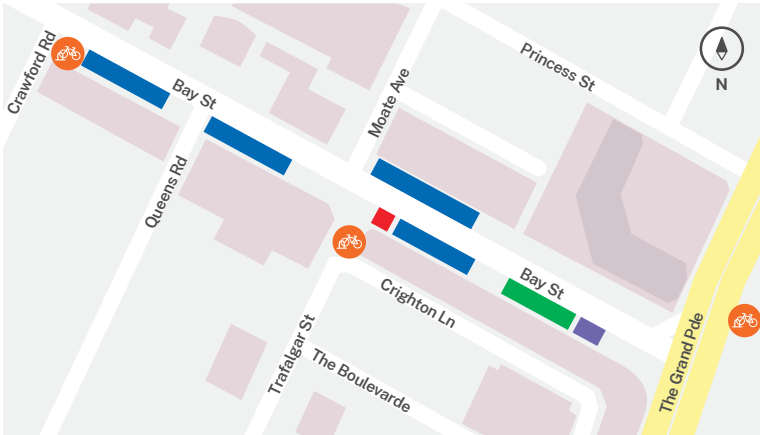 Crawford Rd
Bay St
Moate Ave
Princess St
N
Queens Rd
Bay St
Crighton Ln
Trafalgar St
The Boulevarde
The Grand Pde